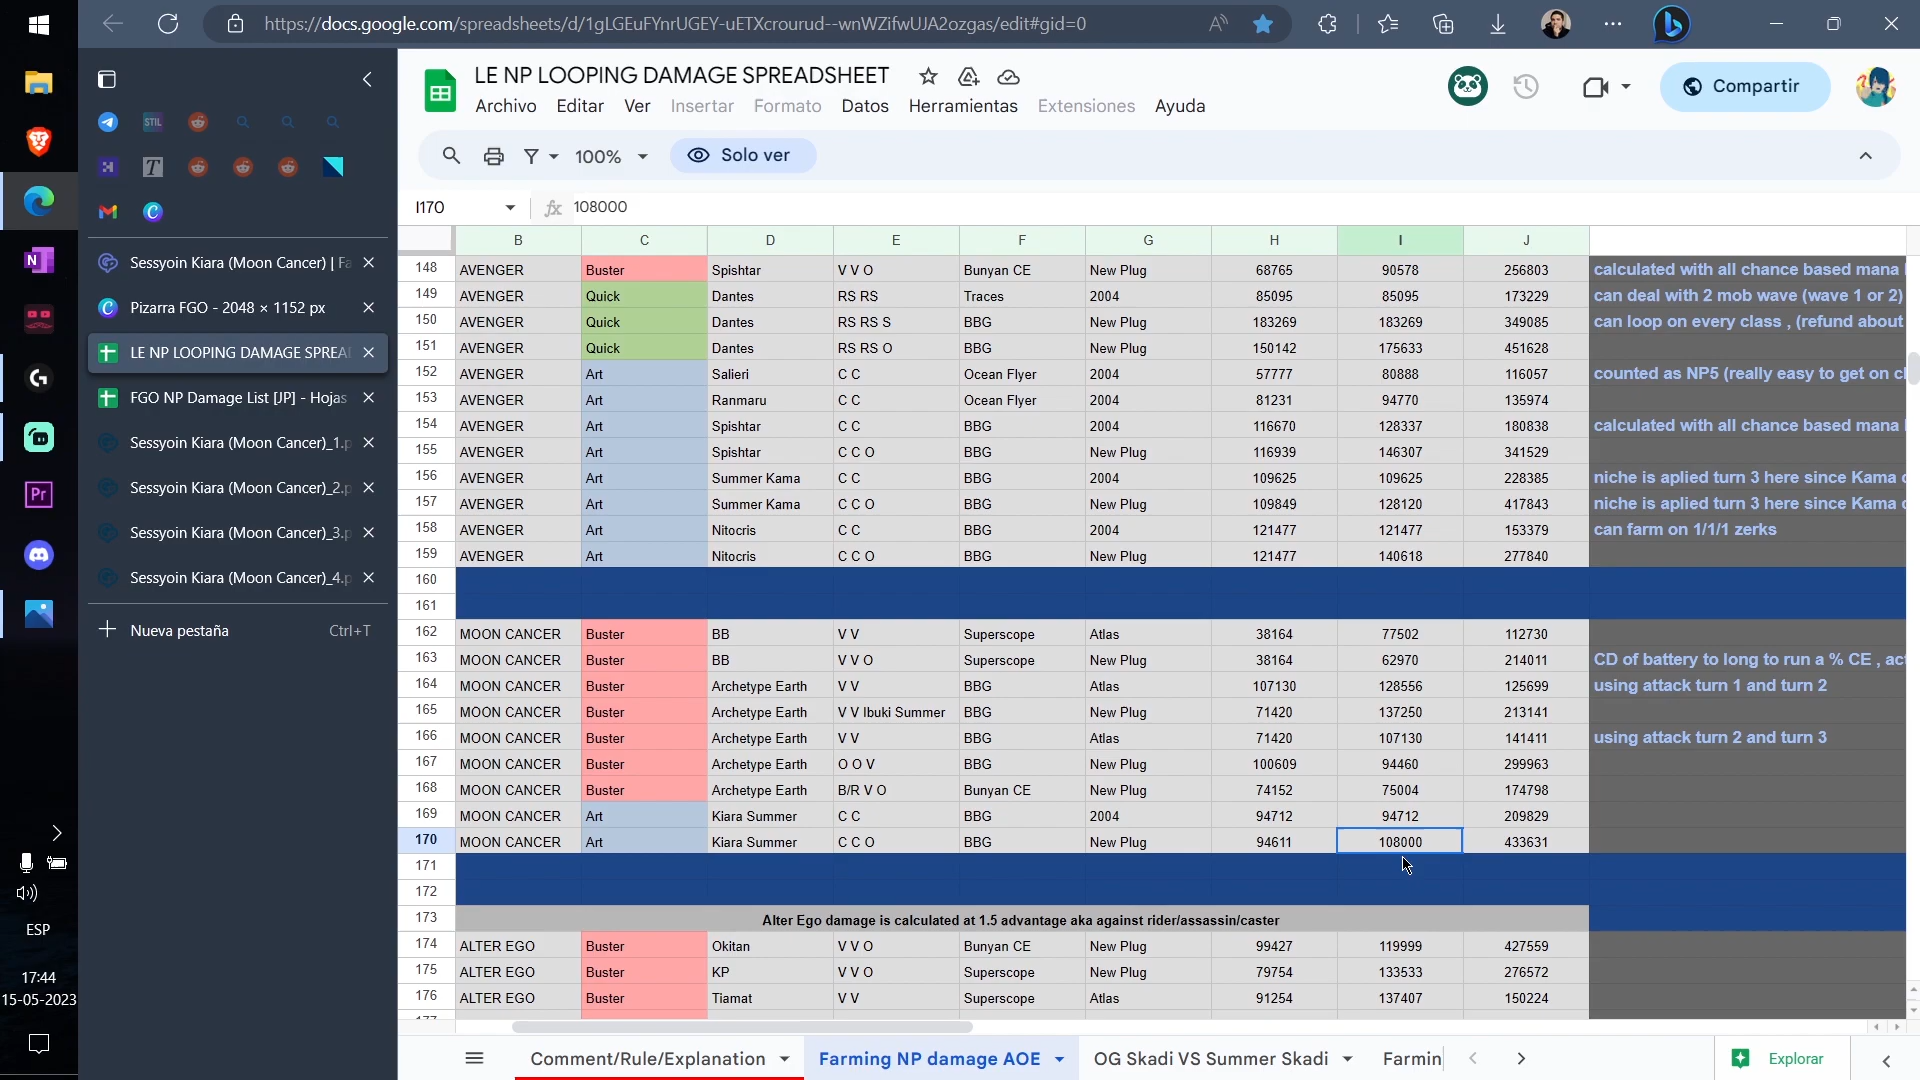 https://docs.google.com/spreadsheets/d/1gLGEuFYnrUGEY-uETXcrourud--wnWZifwUJA2ozgas/edit#gid=0
STIL
Sessyoin Kiara (Moon Cancer) | Fa
Pizarra FGO - 2048 × 1152 px
LE NP LOOPING DAMAGE SPREA
FGO NP Damage List [JP] - Hojas
Sessyoin Kiara (Moon Cancer)_1.p
Sessyoin Kiara (Moon Cancer)_2.p
Sessyoin Kiara (Moon Cancer)_3.p
Sessyoin Kiara (Moon Cancer)_4.p
Nueva pestaña Ctrl+T
ESP
17:44
15-05-2023
LE NP LOOPING DAMAGE SPREADSHEET
Archivo Editar Ver Insertar Formato Datos Herramientas Extensiones Ayuda
Compartir
100% Solo ver
I170 fx 108000
B C D E F G H I J
148 AVENGER Buster Spishtar V V O Bunyan CE New Plug 68765 90578 256803 calculated with all chance based mana
149 AVENGER Quick Dantes RS RS Traces 2004 85095 85095 173229 can deal with 2 mob wave (wave 1 or 2)
150 AVENGER Quick Dantes RS RS S BBG New Plug 183269 183269 349085 can loop on every class , (refund about
151 AVENGER Quick Dantes RS RS O BBG New Plug 150142 175633 451628
152 AVENGER Art Salieri C C Ocean Flyer 2004 57777 80888 116057 counted as NP5 (really easy to get on c
153 AVENGER Art Ranmaru C C Ocean Flyer 2004 81231 94770 135974
154 AVENGER Art Spishtar C C BBG 2004 116670 128337 180838 calculated with all chance based mana
155 AVENGER Art Spishtar C C O BBG New Plug 116939 146307 341529
156 AVENGER Art Summer Kama C C BBG 2004 109625 109625 228385 niche is aplied turn 3 here since Kama c
157 AVENGER Art Summer Kama C C O BBG New Plug 109849 128120 417843 niche is aplied turn 3 here since Kama c
158 AVENGER Art Nitocris C C BBG 2004 121477 121477 153379 can farm on 1/1/1 zerks
159 AVENGER Art Nitocris C C O BBG New Plug 121477 140618 277840
160
161
162 MOON CANCER Buster BB V V Superscope Atlas 38164 77502 112730
163 MOON CANCER Buster BB V V O Superscope New Plug 38164 62970 214011 CD of battery to long to run a % CE , ac
164 MOON CANCER Buster Archetype Earth V V BBG Atlas 107130 128556 125699 using attack turn 1 and turn 2
165 MOON CANCER Buster Archetype Earth V V Ibuki Summer BBG New Plug 71420 137250 213141
166 MOON CANCER Buster Archetype Earth V V BBG Atlas 71420 107130 141411 using attack turn 2 and turn 3
167 MOON CANCER Buster Archetype Earth O O V BBG New Plug 100609 94460 299963
168 MOON CANCER Buster Archetype Earth B/R V O Bunyan CE New Plug 74152 75004 174798
169 MOON CANCER Art Kiara Summer C C BBG 2004 94712 94712 209829
170 MOON CANCER Art Kiara Summer C C O BBG New Plug 94611 108000 433631
171
172
173 Alter Ego damage is calculated at 1.5 advantage aka against rider/assassin/caster
174 ALTER EGO Buster Okitan V V O Bunyan CE New Plug 99427 119999 427559
175 ALTER EGO Buster KP V V O Superscope New Plug 79754 133533 276572
176 ALTER EGO Buster Tiamat V V Superscope Atlas 91254 137407 150224
Comment/Rule/Explanation Farming NP damage AOE OG Skadi VS Summer Skadi Farmin Explorar